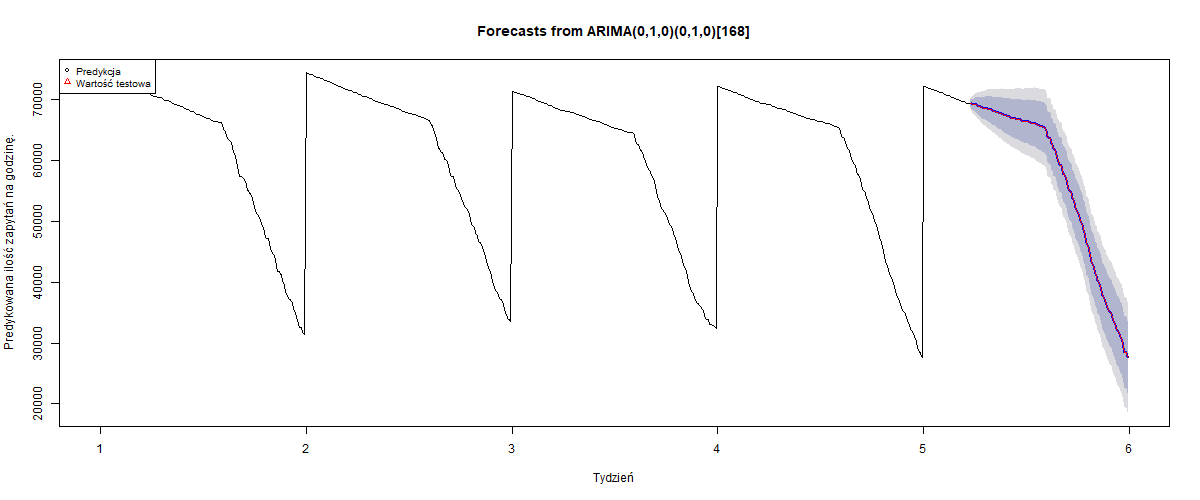 Forecasts from ARIMA(0,1,0)(0,1,0)[168]
Predykcja
Wartość testowa
Predykowana ilość zapytań na godzinę.
70000
60000
50000
40000
30000
20000
1 2 3 4 5 6
Tydzień